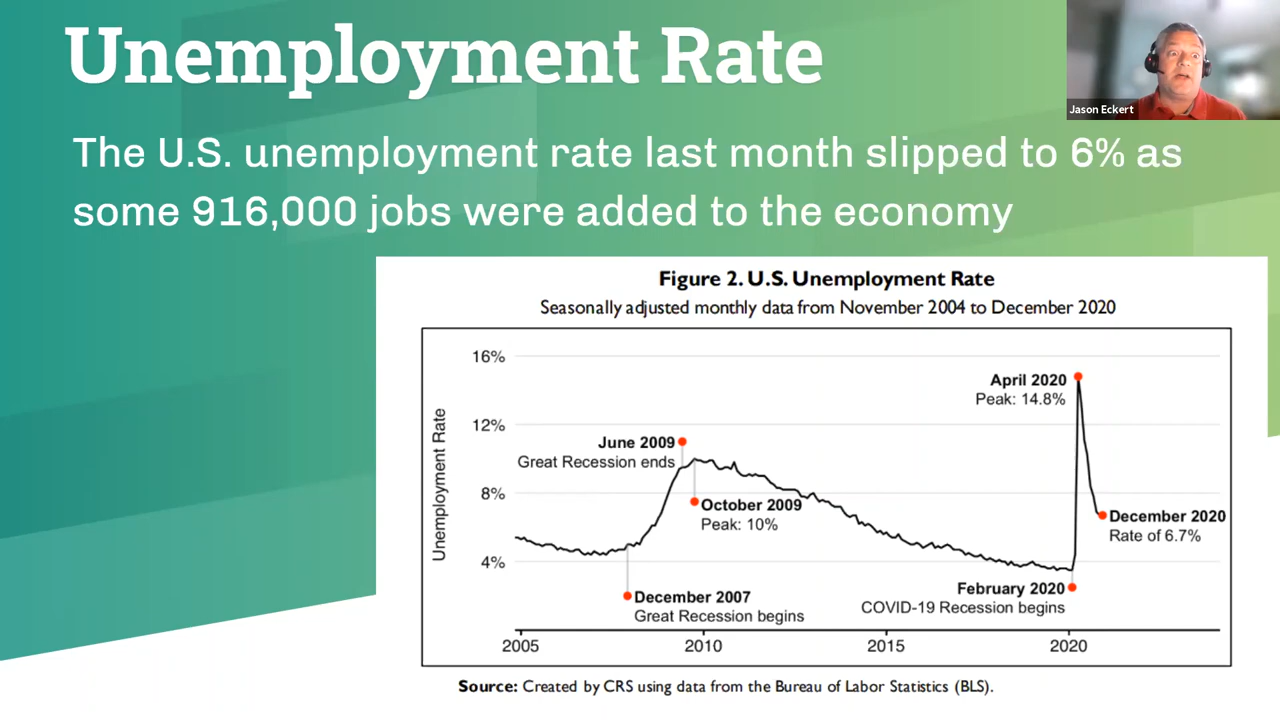 Unemployment Rate
Jason Eckert
The U.S. unemployment rate last month slipped to 6% as
some 916,000 jobs were added to the economy
Figure 2. U.S. Unemployment Rate
Seasonally adjusted monthly data from November 2004 to December 2020
Unemployment Rate
16%
12%
8%
4%
June 2009
Great Recession ends
October 2009
Peak: 10%
December 2007
Great Recession begins
April 2020
Peak: 14.8%
December 2020
Rate of 6.7%
February 2020
COVID-19 Recession begins
2005
2010
2015
2020
Source: Created by CRS using data from the Bureau of Labor Statistics (BLS).